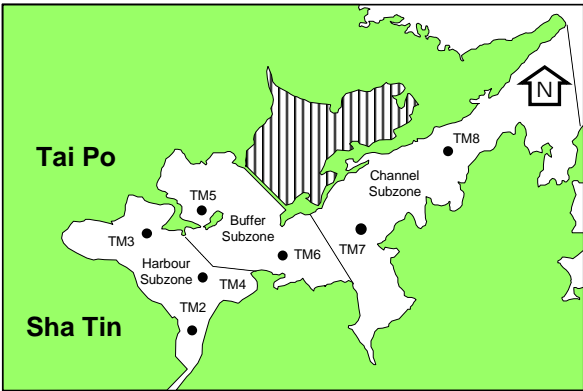 N
TM8
Tai Po
Channel
Subzone
TM5
Buffer
Subzone
TM3
TM6
TM7
Harbour
Subzone
TM4
Sha Tin
TM2